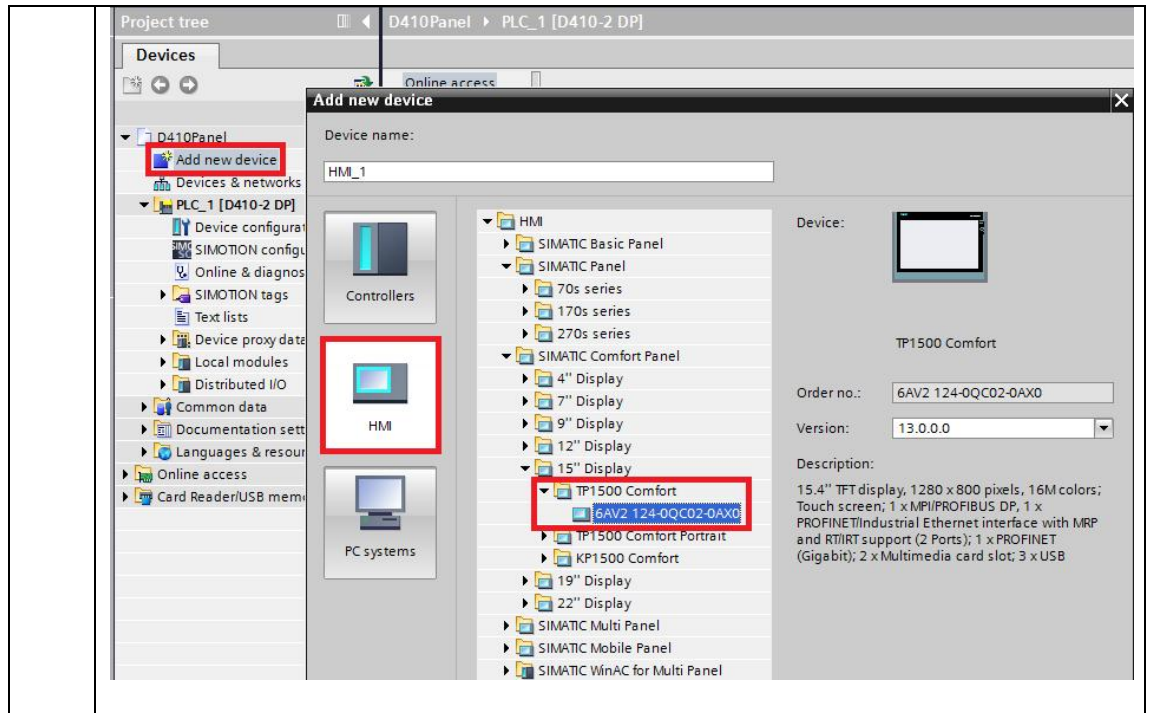 Project tree
D410Panel ▸ PLC_1 [D410-2 DP]
Devices
Online access
Add new device
D410Panel
Add new device
Devices & networks
PLC_1 [D410-2 DP]
Device configurat
SIMOTION configu
Online & diagnos
SIMOTION tags
Text lists
Device proxy data
Local modules
Distributed I/O
Common data
Documentation sett
Languages & resour
Online access
Card Reader/USB memo
Device name:
HMI_1
Controllers
HMI
PC systems
HMI
SIMATIC Basic Panel
SIMATIC Panel
70s series
170s series
270s series
SIMATIC Comfort Panel
4" Display
7" Display
9" Display
12" Display
15" Display
TP1500 Comfort
6AV2 124-0QC02-0AX0
TP1500 Comfort Portrait
KP1500 Comfort
19" Display
22" Display
SIMATIC Multi Panel
SIMATIC Mobile Panel
SIMATIC WinAC for Multi Panel
Device:
TP1500 Comfort
Order no.: 6AV2 124-0QC02-0AX0
Version: 13.0.0.0
Description:
15.4" TFT display, 1280 x 800 pixels, 16M colors;
Touch screen; 1 x MPI/PROFIBUS DP, 1 x
PROFINET/Industrial Ethernet interface with MRP
and RT/IRT support (2 Ports); 1 x PROFINET
(Gigabit); 2 x Multimedia card slot; 3 x USB